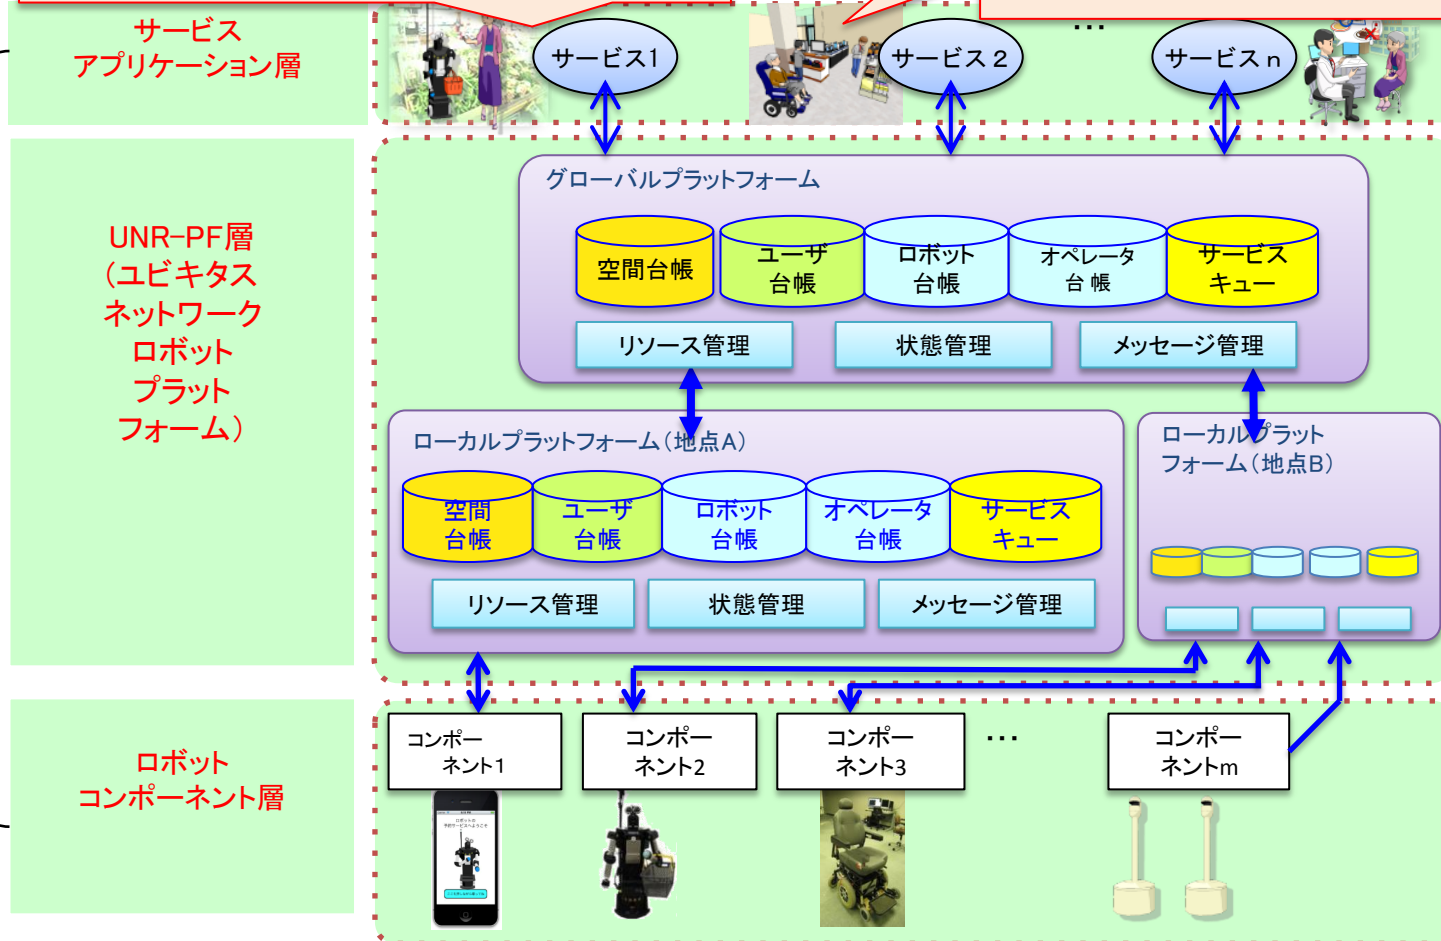 サービス
アプリケーション層
サービス1
サービス２
…
サービスｎ
UNR-PF層
（ユビキタス
ネットワーク
ロボット
プラット
フォーム）
グローバルプラットフォーム
空間台帳
ユーザ
台帳
ロボット
台帳
オペレータ
台 帳
サービス
キュー
リソース管理
状態管理
メッセージ管理
ローカルプラットフォーム（地点A）
空間
台帳
ユーザ
台帳
ロボット
台帳
オペレータ
台帳
サービス
キュー
リソース管理
状態管理
メッセージ管理
ローカルプラット
フォーム（地点B）
ロボット
コンポーネント層
コンポー
ネント1
コンポー
ネント2
コンポー
ネント3
…
コンポー
ネントm